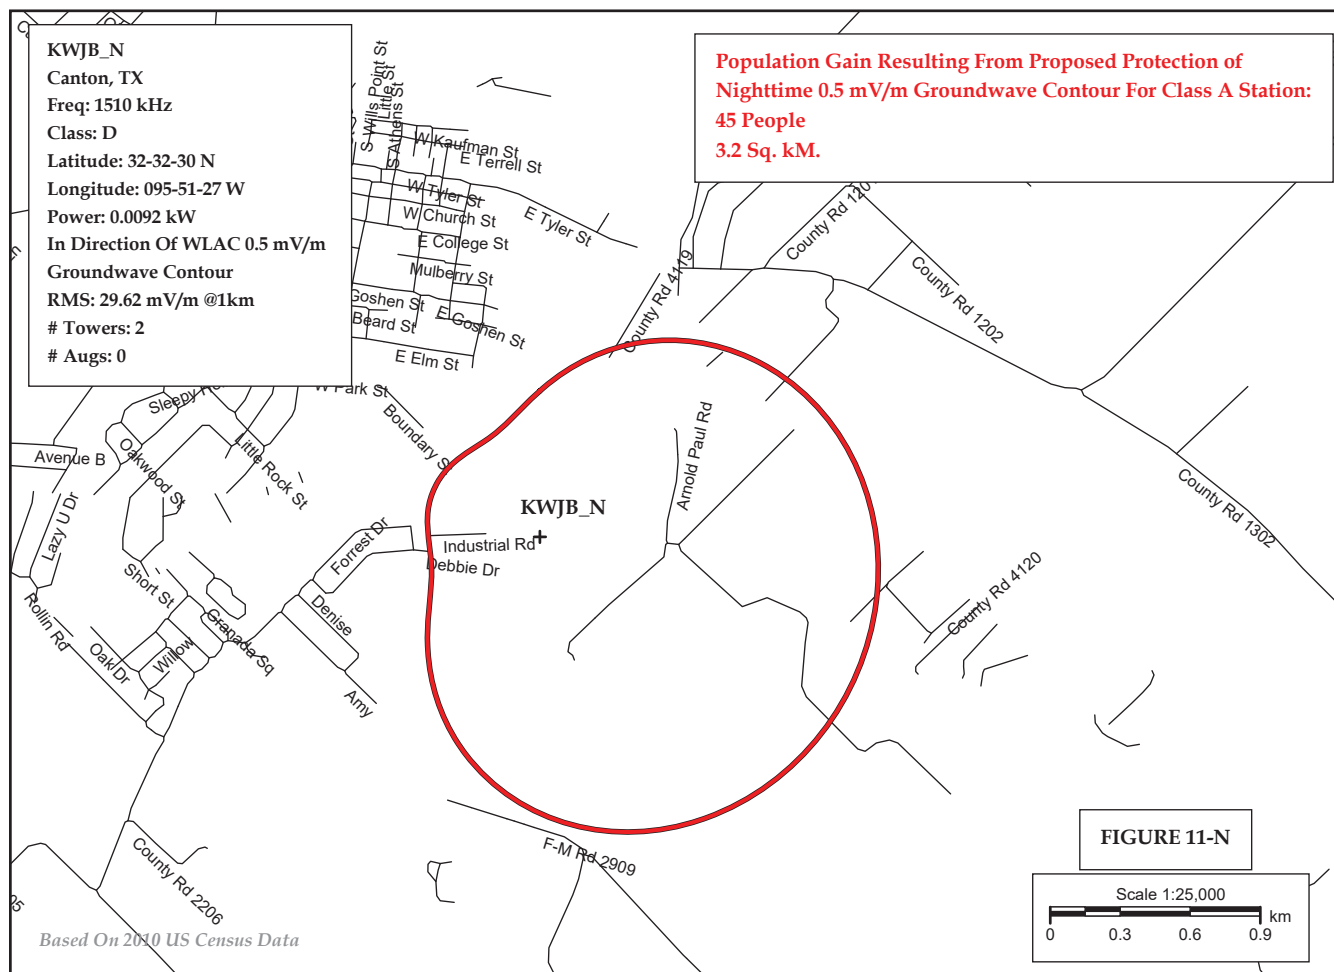 KWJB_N
Canton, TX
Freq: 1510 kHz
Class: D
Latitude: 32-32-30 N
Longitude: 095-51-27 W
Power: 0.0092 kW
In Direction Of WLAC 0.5 mV/m
Groundwave Contour
RMS: 29.62 mV/m @1km
# Towers: 2
# Augs: 0
Population Gain Resulting From Proposed Protection of
Nighttime 0.5 mV/m Groundwave Contour For Class A Station:
45 People
3.2 Sq. kM.
S Wills Point St
Little St
S Athens St
W Kaufman St
E Terrell St
W Tyler St
W Church St
E Tyler St
E College St
Mulberry St
Goshen St
E Goshen St
Beard St
E Elm St
W Park St
Sleepy
Boundary S
Little Rock St
Oakwood St
Avenue B
Lazy U Dr
County Rd 4119
County Rd 120
County Rd 1202
County Rd 1302
Arnold Paul Rd
KWJB_N
Industrial Rd
Debbie Dr
Forrest Dr
Denise
Amy
Short St
Granada Sq
Willow
Oak Dr
Rollin Rd
County Rd 4120
F-M Rd 2909
County Rd 2206
05
Based On 2010 US Census Data
FIGURE 11-N
Scale 1:25,000
km
0 0.3 0.6 0.9